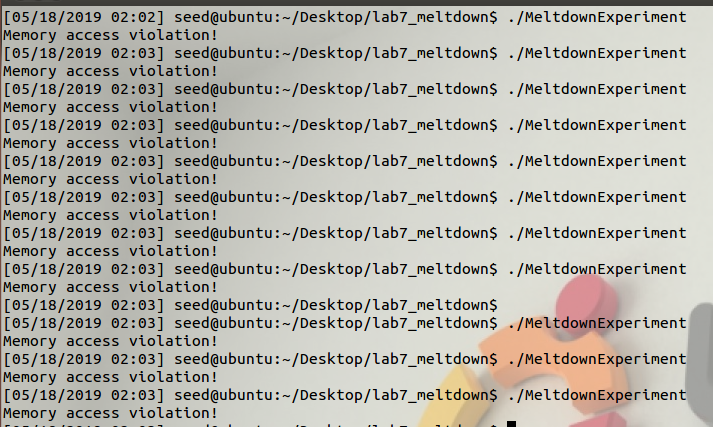 [05/18/2019 02:02] seed@ubuntu:~/Desktop/lab7_meltdown$ ./MeltdownExperiment
Memory access violation!
[05/18/2019 02:03] seed@ubuntu:~/Desktop/lab7_meltdown$ ./MeltdownExperiment
Memory access violation!
[05/18/2019 02:03] seed@ubuntu:~/Desktop/lab7_meltdown$ ./MeltdownExperiment
Memory access violation!
[05/18/2019 02:03] seed@ubuntu:~/Desktop/lab7_meltdown$ ./MeltdownExperiment
Memory access violation!
[05/18/2019 02:03] seed@ubuntu:~/Desktop/lab7_meltdown$ ./MeltdownExperiment
Memory access violation!
[05/18/2019 02:03] seed@ubuntu:~/Desktop/lab7_meltdown$ ./MeltdownExperiment
Memory access violation!
[05/18/2019 02:03] seed@ubuntu:~/Desktop/lab7_meltdown$ ./MeltdownExperiment
Memory access violation!
[05/18/2019 02:03] seed@ubuntu:~/Desktop/lab7_meltdown$ ./MeltdownExperiment
Memory access violation!
[05/18/2019 02:03] seed@ubuntu:~/Desktop/lab7_meltdown$
[05/18/2019 02:03] seed@ubuntu:~/Desktop/lab7_meltdown$ ./MeltdownExperiment
Memory access violation!
[05/18/2019 02:03] seed@ubuntu:~/Desktop/lab7_meltdown$ ./MeltdownExperiment
Memory access violation!
[05/18/2019 02:03] seed@ubuntu:~/Desktop/lab7_meltdown$ ./MeltdownExperiment
Memory access violation!